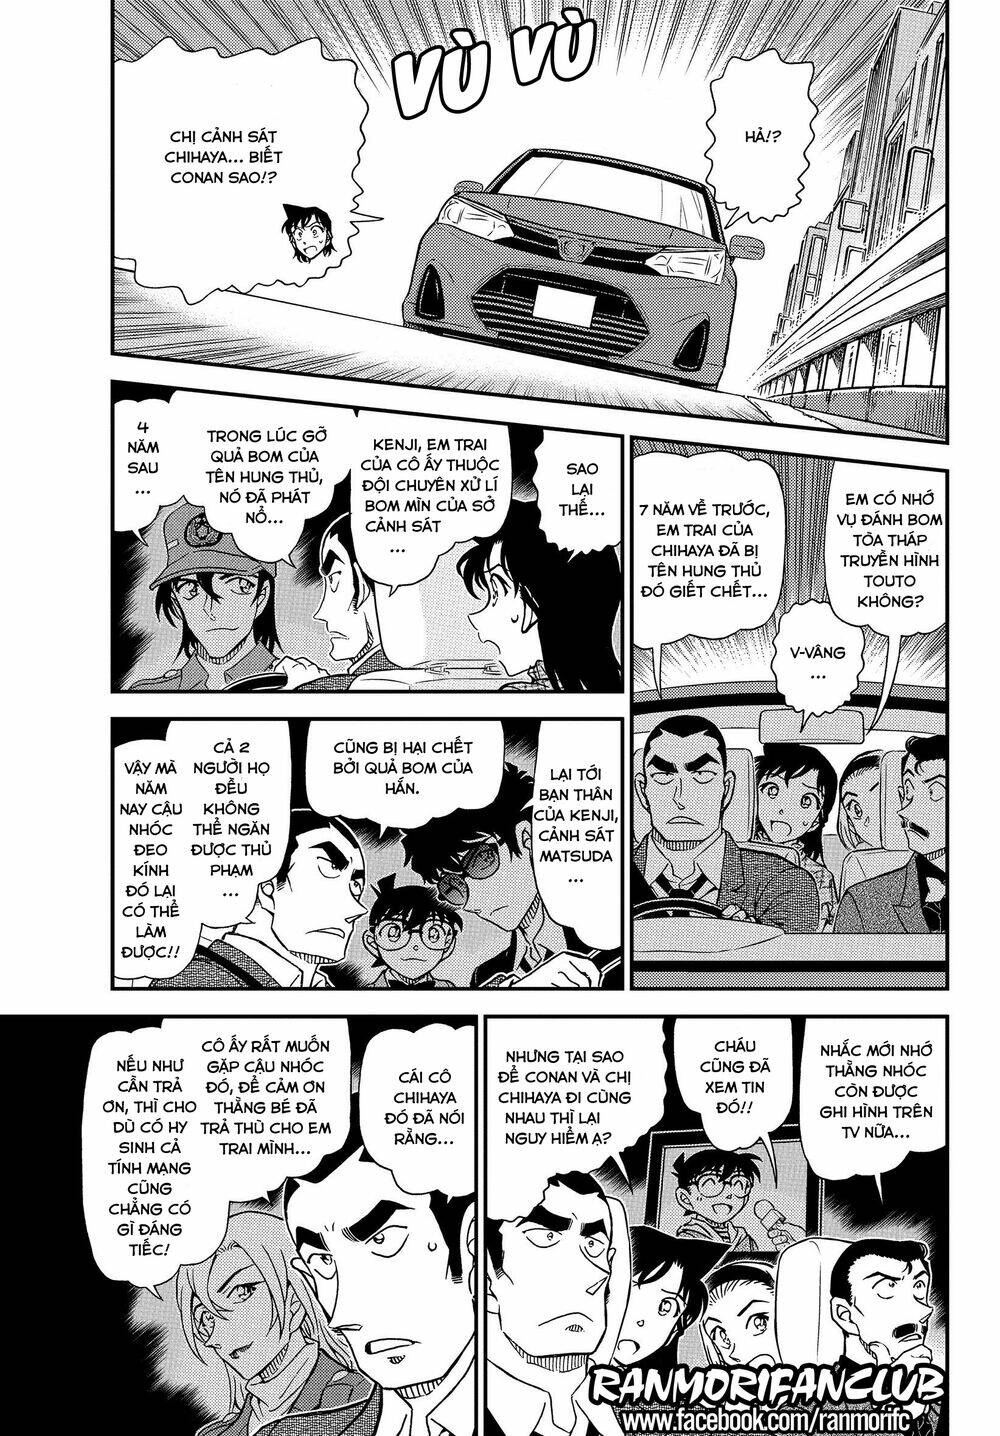 HẢ!?
VÙ VÙ
CHỊ CẢNH SÁT
CHIHAYA... BIẾT
CONAN SAO!?
EM CÓ NHỚ
VỤ ĐÁNH BOM
TÒA THÁP
TRUYỀN HÌNH
TOUTO
KHÔNG?
V-VÂNG
...
7 NĂM VỀ TRƯỚC,
EM TRAI CỦA
CHIHAYA ĐÃ BỊ
TÊN HUNG THỦ
ĐÓ GIẾT CHẾT...
SAO
LẠI
THẾ...
KENJI, EM TRAI
CỦA CÔ ẤY THUỘC
ĐỘI CHUYÊN XỬ LÍ
BOM MÌN CỦA SỞ
CẢNH SÁT
...
TRONG LÚC GỠ
QUẢ BOM CỦA
TÊN HUNG THỦ,
NÓ ĐÃ PHÁT
NỔ...
4
NĂM
SAU
...
LẠI TỚI
BẠN THÂN
CỦA KENJI,
CẢNH SÁT
MATSUDA
...
CŨNG BỊ HẠI CHẾT
BỞI QUẢ BOM CỦA
HẮN.
CẢ 2
NGƯỜI HỌ
ĐỀU
KHÔNG
THỂ NGĂN
ĐƯỢC THỦ
PHẠM...
VẬY MÀ
NĂM
NAY CẬU
NHÓC
ĐEO
KÍNH
ĐÓ LẠI
CÓ THỂ
LÀM
ĐƯỢC!!
NHẮC MỚI NHỚ
THẰNG NHÓC
CÒN ĐƯỢC
GHI HÌNH TRÊN
TV NỮA...
CHÁU
CŨNG ĐÃ
XEM TIN
ĐÓ!!
NHƯNG TẠI SAO
ĐỂ CONAN VÀ CHỊ
CHIHAYA ĐI CÙNG
NHAU THÌ LẠI
NGUY HIỂM Ạ?
CÁI CÔ
CHIHAYA
ĐÓ ĐÃ NÓI
RẰNG...
CÔ ẤY RẤT MUỐN
GẶP CẬU NHÓC
ĐÓ, ĐỂ CẢM ƠN
THẰNG BÉ ĐÃ
TRẢ THÙ CHO EM
TRAI MÌNH...
NẾU NHƯ
CẦN TRẢ
ƠN, THÌ CHO
DÙ CÓ HY
SINH CẢ
TÍNH MẠNG
CŨNG
CHẲNG CÓ
GÌ ĐÁNG
TIẾC!
RANMORIFANCLUB
www.facebook.com/ranmorifc